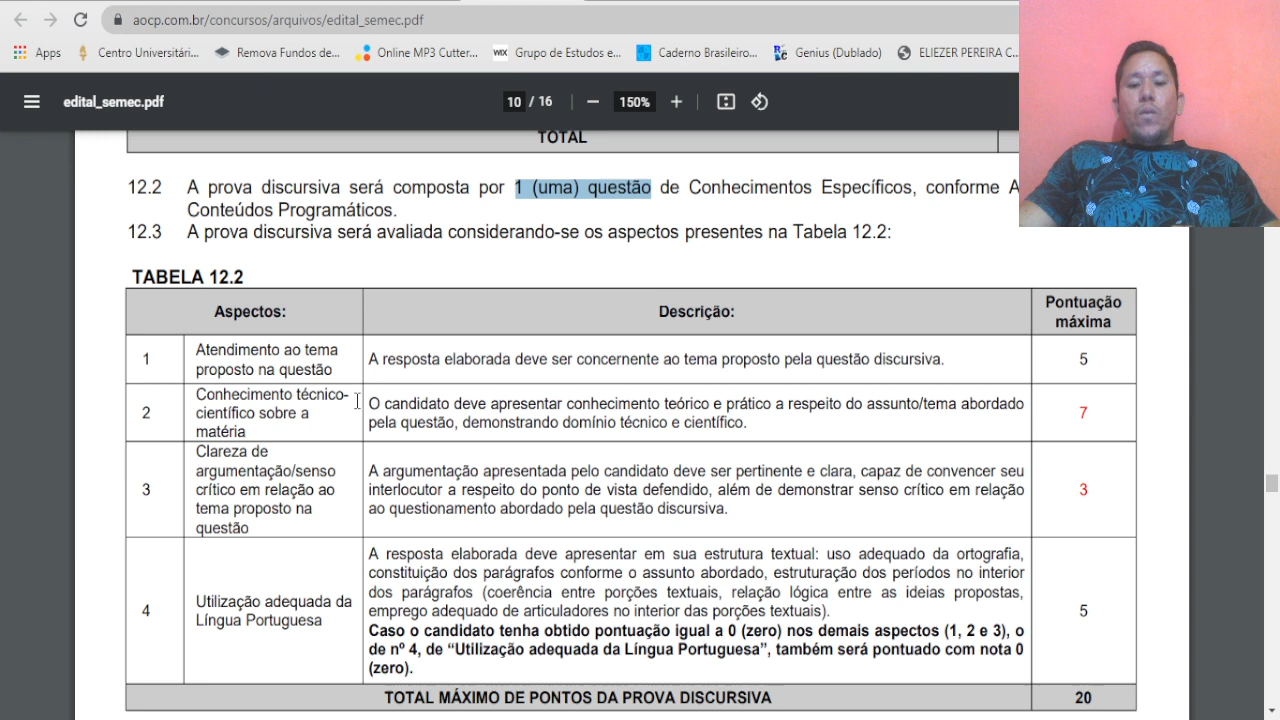 aocp.com.br/concursos/arquivos/edital_semec.pdf
Apps Centro Universitári... Remova Fundos de... Online MP3 Cutter... WIX Grupo de Estudos e... Caderno Brasileiro... Genius (Dublado) ELIEZER PEREIRA C...
edital_semec.pdf 10 / 16 150%
TOTAL
12.2 A prova discursiva será composta por 1 (uma) questão de Conhecimentos Específicos, conforme A
Conteúdos Programáticos.
12.3 A prova discursiva será avaliada considerando-se os aspectos presentes na Tabela 12.2:
TABELA 12.2
Aspectos: Descrição: Pontuação
máxima
1 Atendimento ao tema
proposto na questão
A resposta elaborada deve ser concernente ao tema proposto pela questão discursiva. 5
2 Conhecimento técnico-
científico sobre a
matéria
O candidato deve apresentar conhecimento teórico e prático a respeito do assunto/tema abordado
pela questão, demonstrando domínio técnico e científico.
7
3 Clareza de
argumentação/senso
crítico em relação ao
tema proposto na
questão
A argumentação apresentada pelo candidato deve ser pertinente e clara, capaz de convencer seu
interlocutor a respeito do ponto de vista defendido, além de demonstrar senso crítico em relação
ao questionamento abordado pela questão discursiva.
3
4 Utilização adequada da
Língua Portuguesa
A resposta elaborada deve apresentar em sua estrutura textual: uso adequado da ortografia,
constituição dos parágrafos conforme o assunto abordado, estruturação dos períodos no interior
dos parágrafos (coerência entre porções textuais, relação lógica entre as ideias propostas,
emprego adequado de articuladores no interior das porções textuais).
Caso o candidato tenha obtido pontuação igual a 0 (zero) nos demais aspectos (1, 2 e 3), o
de nº 4, de “Utilização adequada da Língua Portuguesa”, também será pontuado com nota 0
(zero).
5
TOTAL MÁXIMO DE PONTOS DA PROVA DISCURSIVA 20